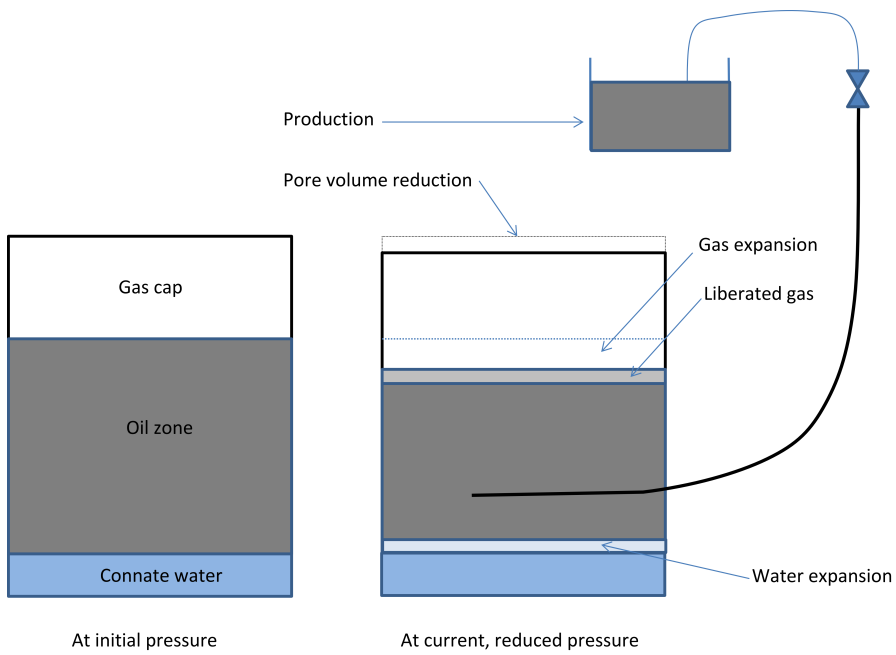 Production
Pore volume reduction
Gas expansion
Gas cap
Liberated gas
Oil zone
Connate water
Water expansion
At initial pressure
At current, reduced pressure